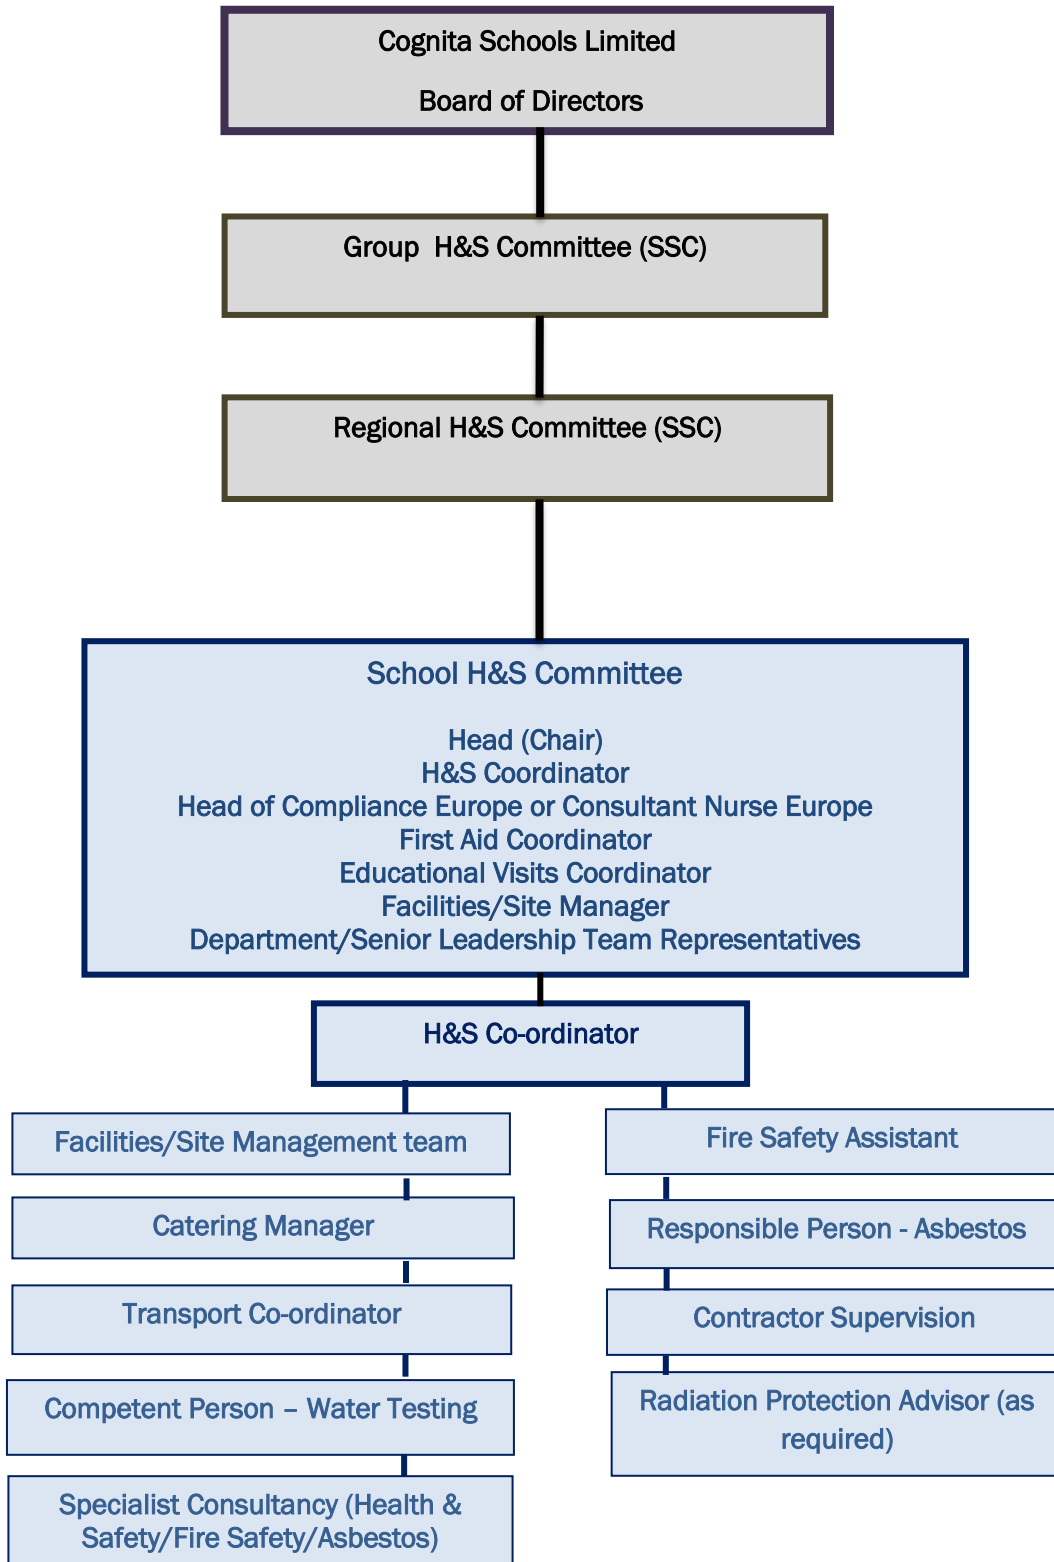 Cognita Schools Limited
Board of Directors
Group H&S Committee (SSC)
Regional H&S Committee (SSC)
School H&S Committee
Head (Chair)
H&S Coordinator
Head of Compliance Europe or Consultant Nurse Europe
First Aid Coordinator
Educational Visits Coordinator
Facilities/Site Manager
Department/Senior Leadership Team Representatives
H&S Co-ordinator
Facilities/Site Management team
Catering Manager
Transport Co-ordinator
Competent Person – Water Testing
Specialist Consultancy (Health &
Safety/Fire Safety/Asbestos)
Fire Safety Assistant
Responsible Person - Asbestos
Contractor Supervision
Radiation Protection Advisor (as
required)